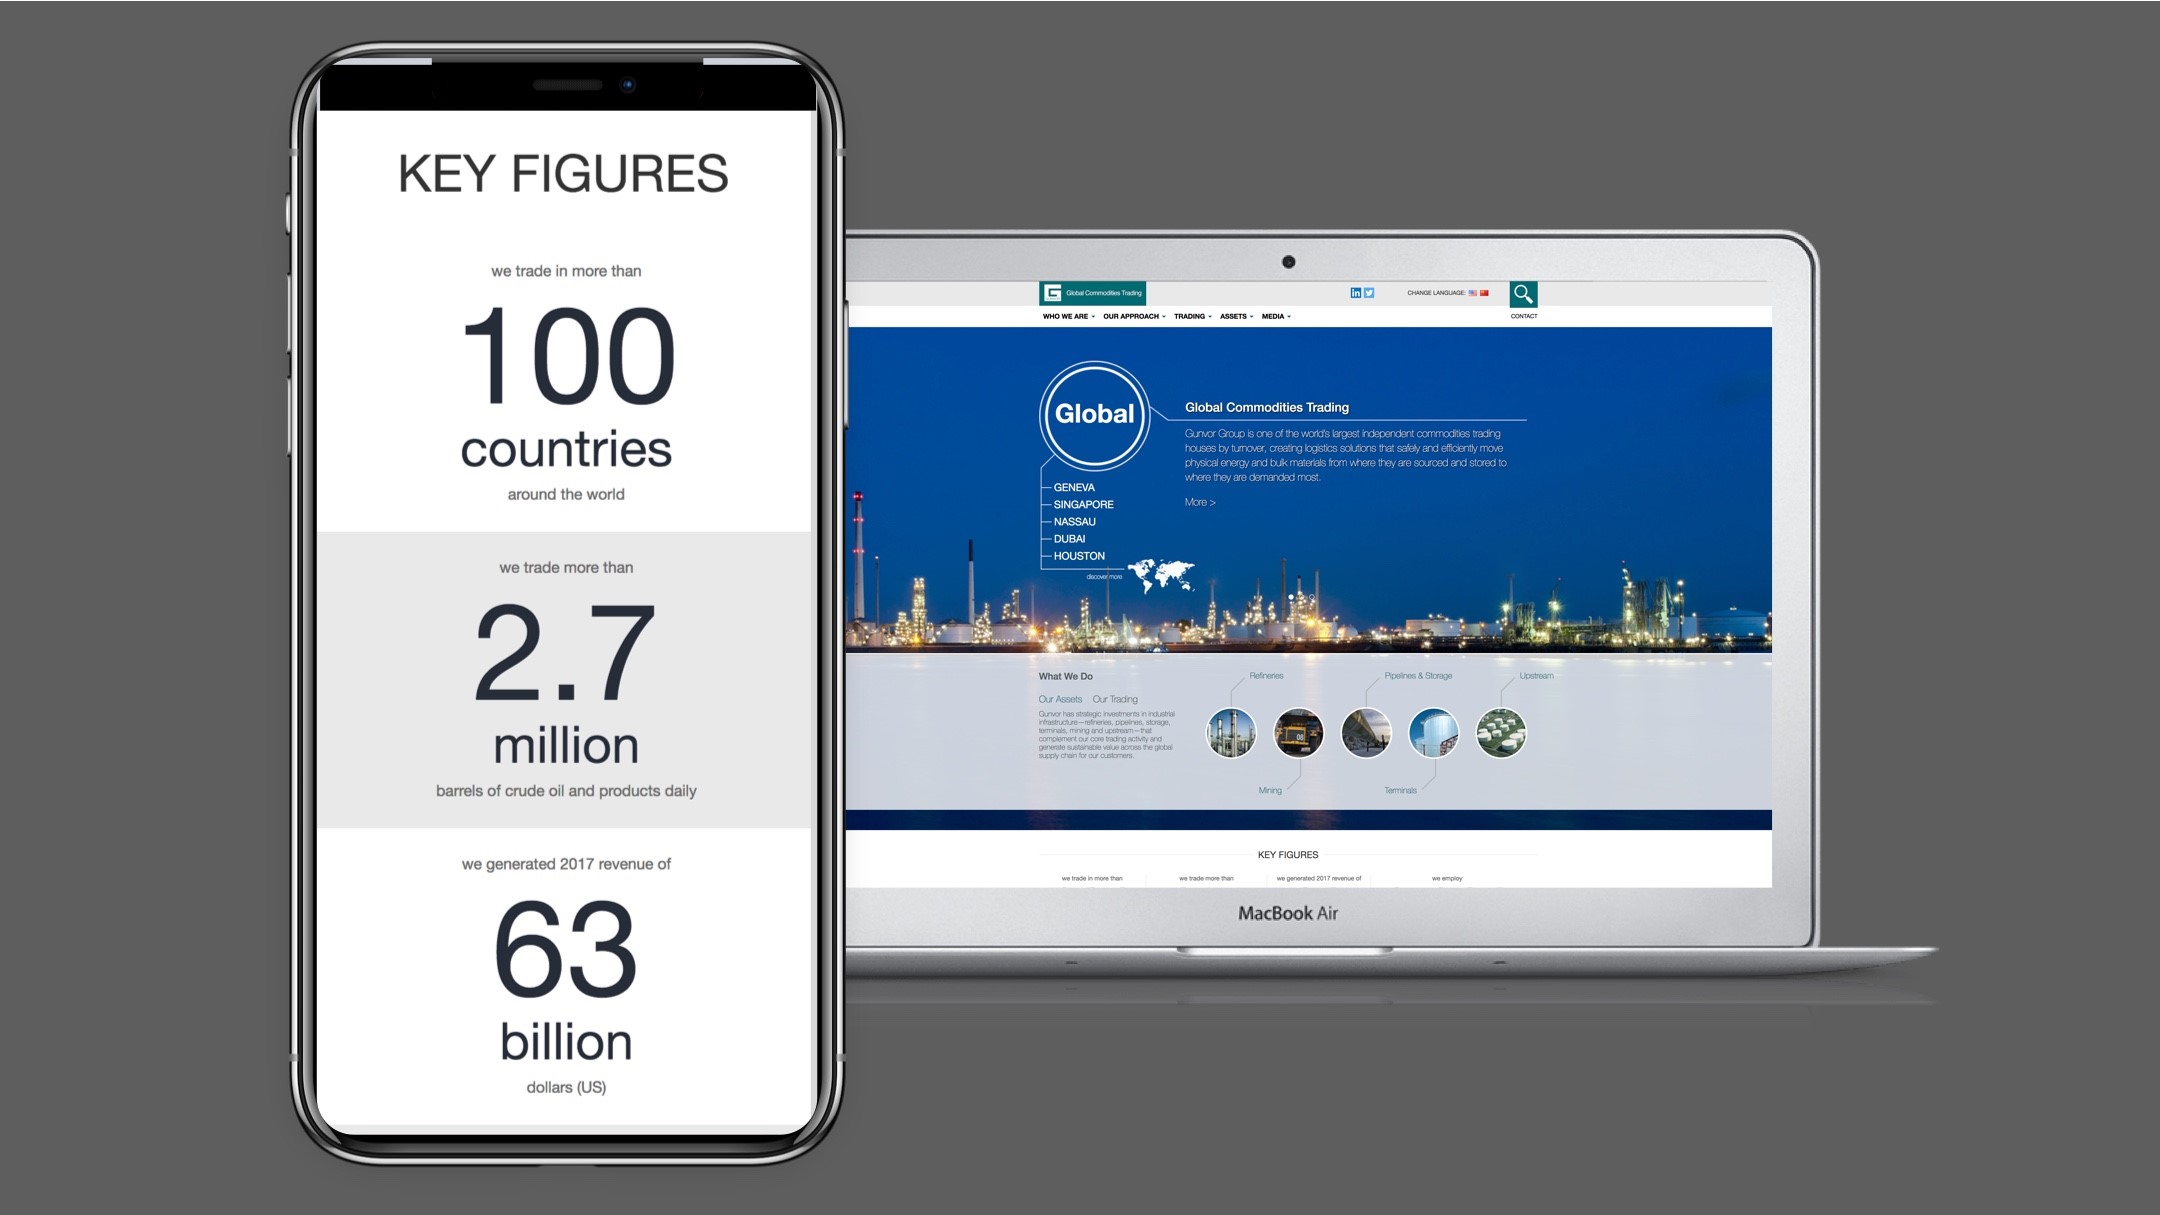 KEY FIGURES
we trade in more than
100
countries
around the world
we trade more than
2.7
million
barrels of crude oil and products daily
we generated 2017 revenue of
63
billion
dollars (US)
G Global Commodities Trading
in
CHANGE LANGUAGE:
WHO WE ARE OUR APPROACH TRADING ASSETS MEDIA
CONTACT
Global
Global Commodities Trading
Gunvor Group is one of the world's largest independent commodities trading
houses by turnover, creating logistics solutions that safely and efficiently move
physical energy and bulk materials from where they are sourced and stored to
where they are demanded most.
More >
GENEVA
SINGAPORE
NASSAU
DUBAI
HOUSTON
discover more
What We Do
Our Assets Our Trading
Gunvor has strategic investments in industrial
infrastructure—refineries, pipelines, storage,
terminals, mining and upstream—that
complement our core trading activity and
generate sustainable value across the global
supply chain for our customers.
Refineries
Pipelines & Storage
Upstream
08
Mining
Terminals
KEY FIGURES
we trade in more than
we trade more than
we generated 2017 revenue of
we employ
MacBook Air